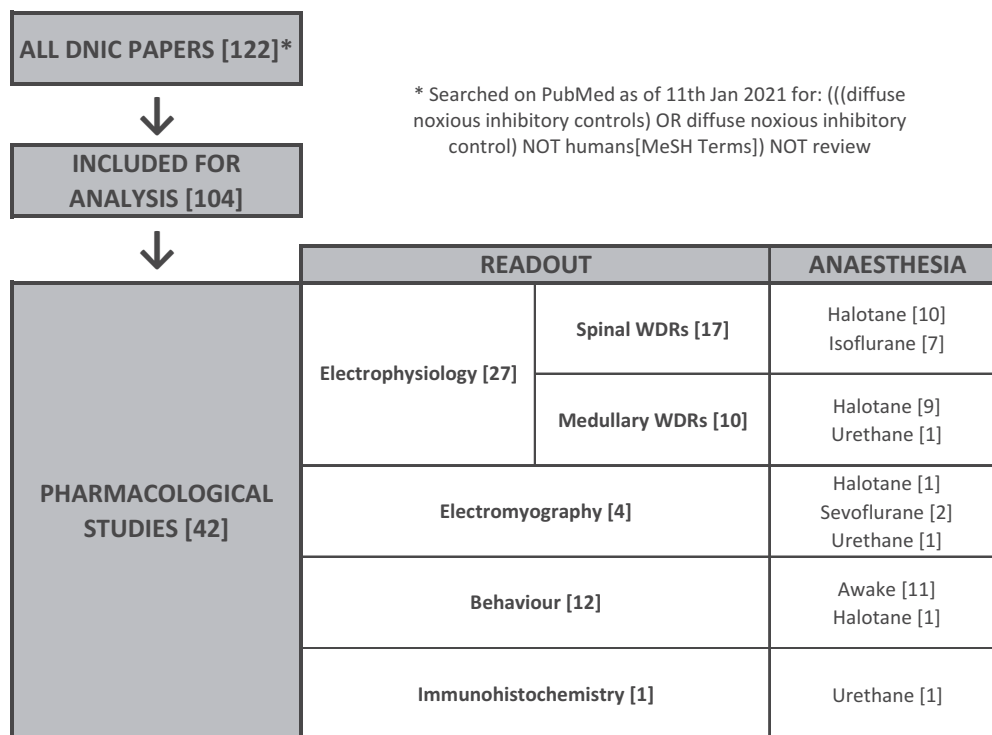 ALL DNIC PAPERS [122]*
* Searched on PubMed as of 11th Jan 2021 for: (((diffuse
noxious inhibitory controls) OR diffuse noxious inhibitory
control) NOT humans[MeSH Terms]) NOT review
INCLUDED FOR
ANALYSIS [104]
READOUT
ANAESTHESIA
PHARMACOLOGICAL
STUDIES [42]
Electrophysiology [27]
Spinal WDRs [17]
Halotane [10]
Isoflurane [7]
Medullary WDRs [10]
Halotane [9]
Urethane [1]
Electromyography [4]
Halotane [1]
Sevoflurane [2]
Urethane [1]
Behaviour [12]
Awake [11]
Halotane [1]
Immunohistochemistry [1]
Urethane [1]